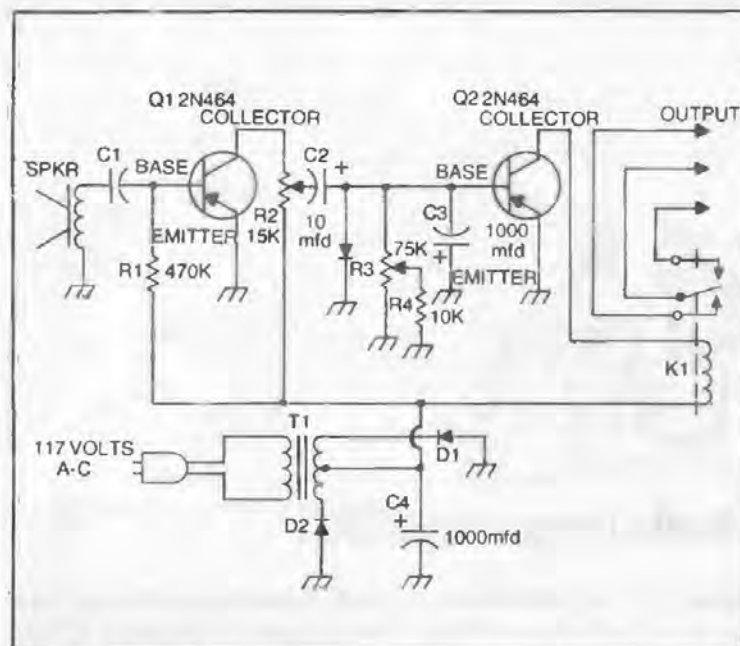 Q1 2N464
COLLECTOR
Q2 2N464
COLLECTOR
OUTPUT
SPKR
C1
BASE
C2
+
BASE
C3
R2
15K
10
mfd
1000
mfd
EMITTER
75K
R3
+
EMITTER
R1
470K
R4
10K
K1
T1
117 VOLTS
A-C
D1
C4
+
D2
1000mfd